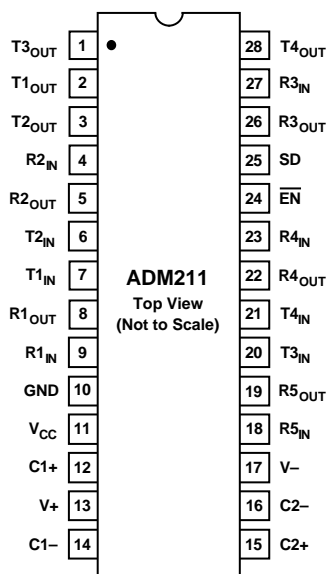 T3OUT 1 28 T4OUT
T1OUT 2 27 R3IN
T2OUT 3 26 R3OUT
R2IN 4 25 SD
R2OUT 5 24 E̅N̅
T2IN 6 23 R4IN
T1IN 7 22 R4OUT
R1OUT 8 21 T4IN
R1IN 9 20 T3IN
GND 10 19 R5OUT
VCC 11 18 R5IN
C1+ 12 17 V–
V+ 13 16 C2–
C1– 14 15 C2+
ADM211
Top View
(Not to Scale)